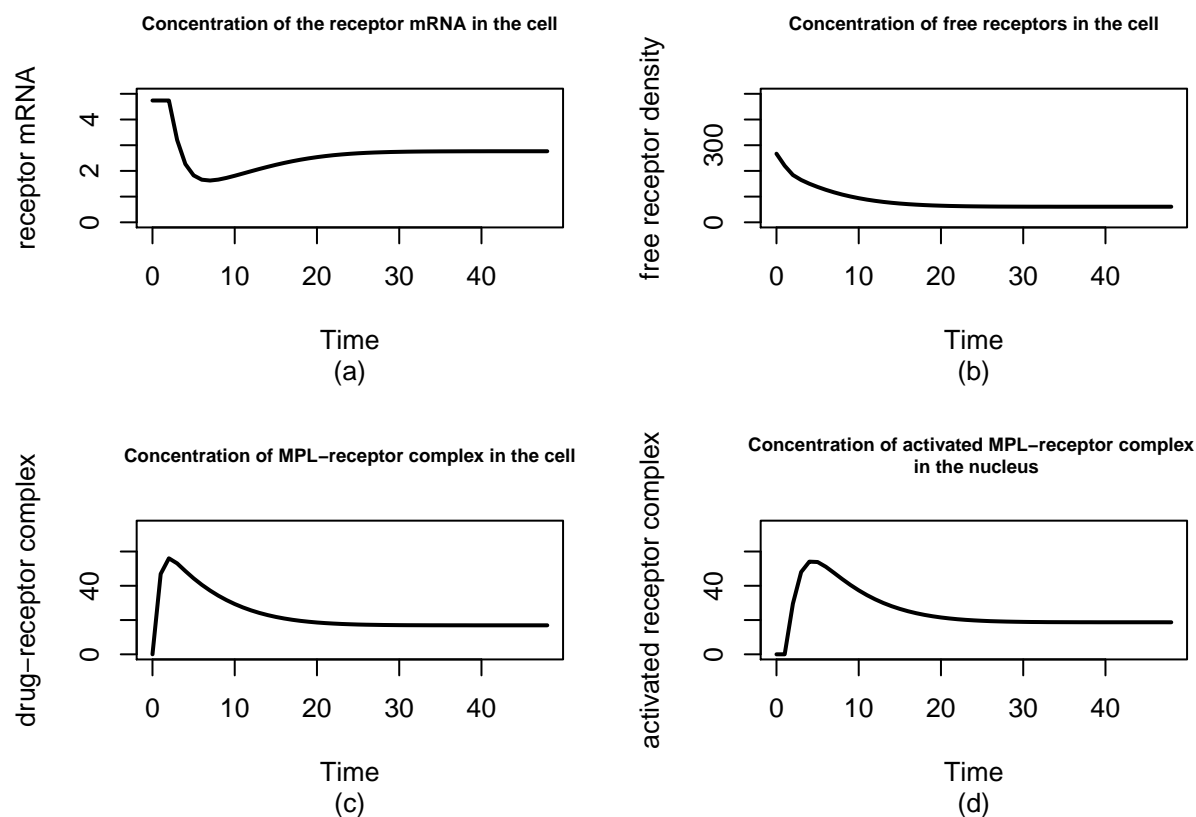 Concentration of the receptor mRNA in the cell
receptor mRNA
0
2
4
0 10 20 30 40
Time
(a)
Concentration of free receptors in the cell
free receptor density
0
300
0 10 20 30 40
Time
(b)
Concentration of MPL−receptor complex in the cell
drug−receptor complex
0
40
0 10 20 30 40
Time
(c)
Concentration of activated MPL−receptor complex
in the nucleus
activated receptor complex
0
40
0 10 20 30 40
Time
(d)